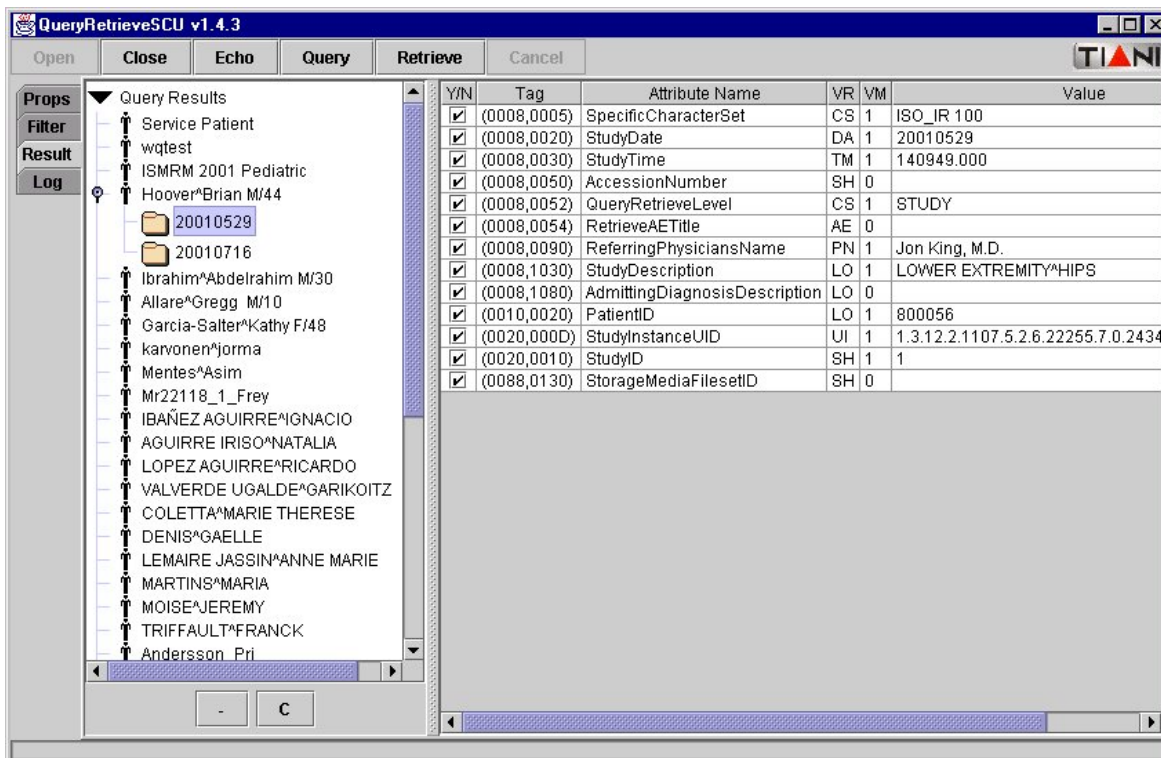 QueryRetrieveSCU v1.4.3
Open Close Echo Query Retrieve Cancel TIANI
Props
Filter
Result
Log
Query Results
Service Patient
wqtest
ISMRM 2001 Pediatric
Hoover^Brian M/44
20010529
20010716
Ibrahim^Abdelrahim M/30
Allare^Gregg M/10
Garcia-Salter^Kathy F/48
karvonen^jorma
Mentes^Asim
Mr22118_1_Frey
IBAÑEZ AGUIRRE^IGNACIO
AGUIRRE IRISO^NATALIA
LOPEZ AGUIRRE^RICARDO
VALVERDE UGALDE^GARIKOITZ
COLETTA^MARIE THERESE
DENIS^GAELLE
LEMAIRE JASSIN^ANNE MARIE
MARTINS^MARIA
MOISE^JEREMY
TRIFFAULT^FRANCK
Andersson Pri
- C
Y/N Tag Attribute Name VR VM Value
(0008,0005) SpecificCharacterSet CS 1 ISO_IR 100
(0008,0020) StudyDate DA 1 20010529
(0008,0030) StudyTime TM 1 140949.000
(0008,0050) AccessionNumber SH 0
(0008,0052) QueryRetrieveLevel CS 1 STUDY
(0008,0054) RetrieveAETitle AE 0
(0008,0090) ReferringPhysiciansName PN 1 Jon King, M.D.
(0008,1030) StudyDescription LO 1 LOWER EXTREMITY^HIPS
(0008,1080) AdmittingDiagnosisDescription LO 0
(0010,0020) PatientID LO 1 800056
(0020,000D) StudyInstanceUID UI 1 1.3.12.2.1107.5.2.6.22255.7.0.2434
(0020,0010) StudyID SH 1 1
(0088,0130) StorageMediaFilesetID SH 0